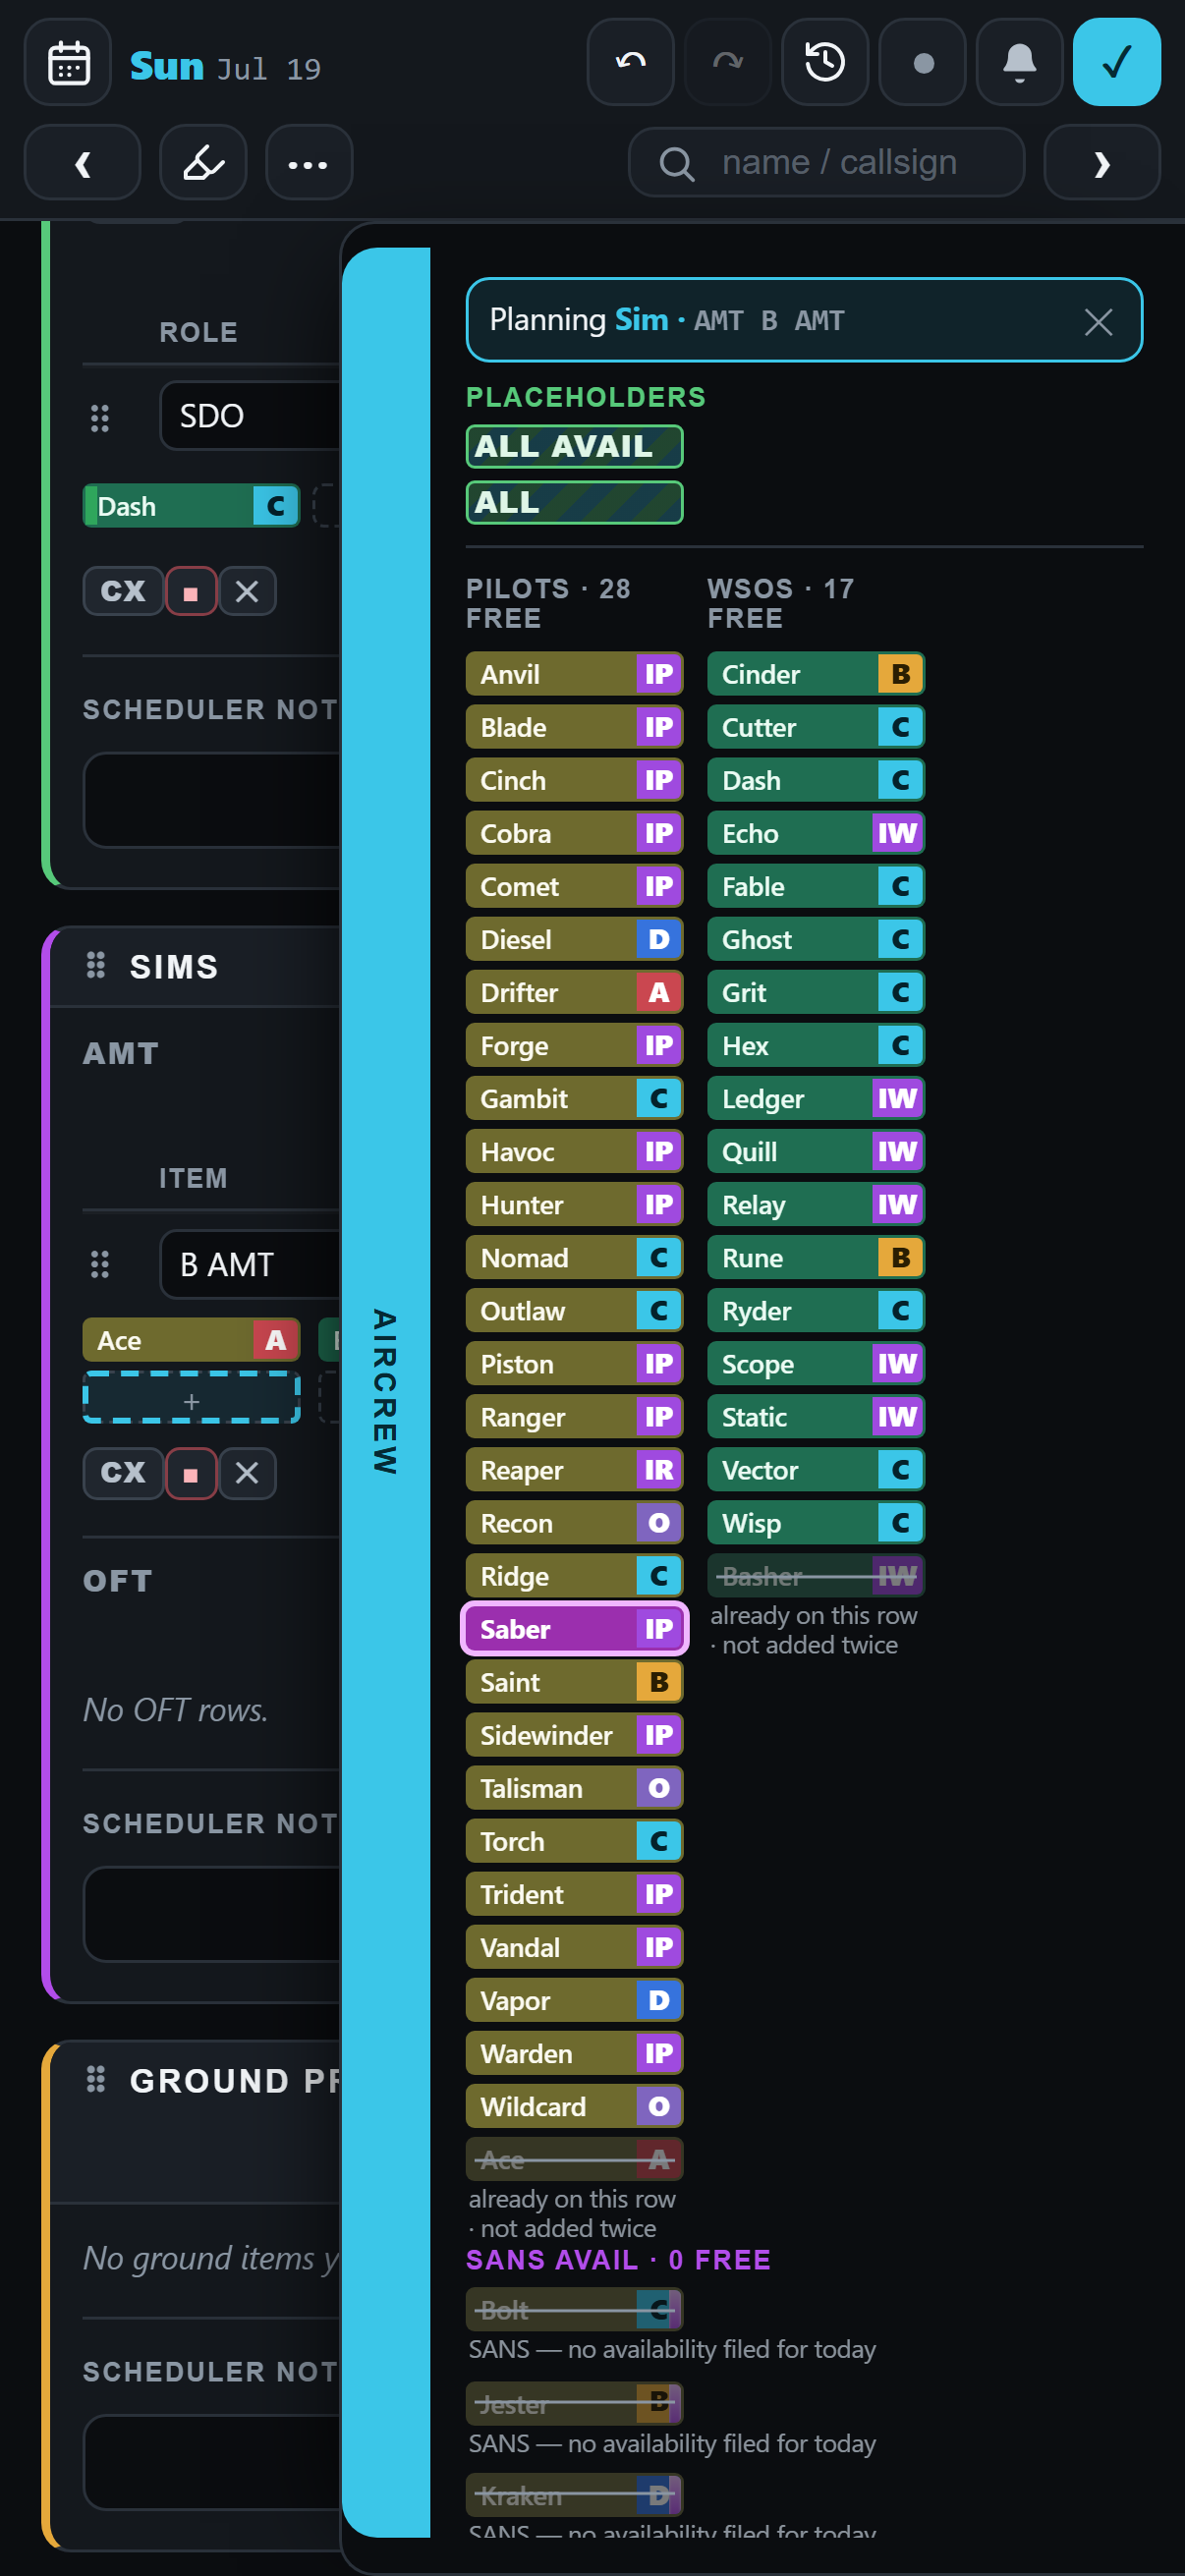 Sun Jul 19
name / callsign
ROLE
SDO
Dash C
CX
SCHEDULER NOT
SIMS
AMT
ITEM
B AMT
Ace A
+
CX
OFT
No OFT rows.
SCHEDULER NOT
GROUND PR
No ground items y
SCHEDULER NOT
AIRCREW
Planning Sim · AMT B AMT
PLACEHOLDERS
ALL AVAIL
ALL
PILOTS · 28 FREE
Anvil IP
Blade IP
Cinch IP
Cobra IP
Comet IP
Diesel D
Drifter A
Forge IP
Gambit C
Havoc IP
Hunter IP
Nomad C
Outlaw C
Piston IP
Ranger IP
Reaper IR
Recon O
Ridge C
Saber IP
Saint B
Sidewinder IP
Talisman O
Torch C
Trident IP
Vandal IP
Vapor D
Warden IP
Wildcard O
Ace A
already on this row
· not added twice
WSOS · 17 FREE
Cinder B
Cutter C
Dash C
Echo IW
Fable C
Ghost C
Grit C
Hex C
Ledger IW
Quill IW
Relay IW
Rune B
Ryder C
Scope IW
Static IW
Vector C
Wisp C
Basher IW
already on this row
· not added twice
SANS AVAIL · 0 FREE
Bolt C
SANS — no availability filed for today
Jester B
SANS — no availability filed for today
Kraken D
SANS — no availability filed for today